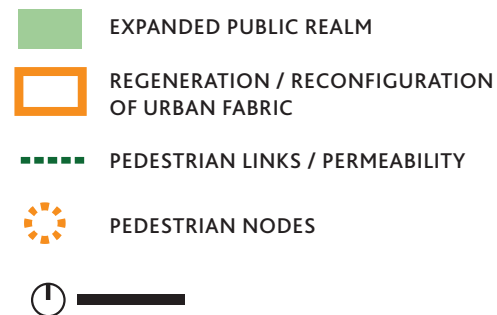 EXPANDED PUBLIC REALM
REGENERATION / RECONFIGURATION
OF URBAN FABRIC
PEDESTRIAN LINKS / PERMEABILITY
PEDESTRIAN NODES